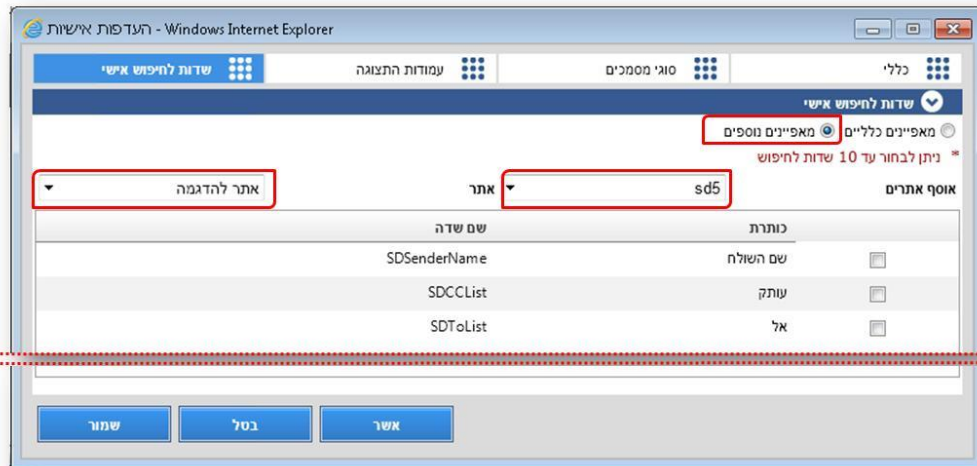 העדפות אישיות - Windows Internet Explorer
כללי סוגי מסמכים עמודות התצוגה שדות לחיפוש אישי
שדות לחיפוש אישי
מאפיינים כלליים מאפיינים נוספים
* ניתן לבחור עד 10 שדות לחיפוש
אוסף אתרים sd5 אתר אתר להדגמה
כותרת שם שדה
שם השולח SDSenderName
עותק SDCCList
אל SDToList
אשר בטל שמור